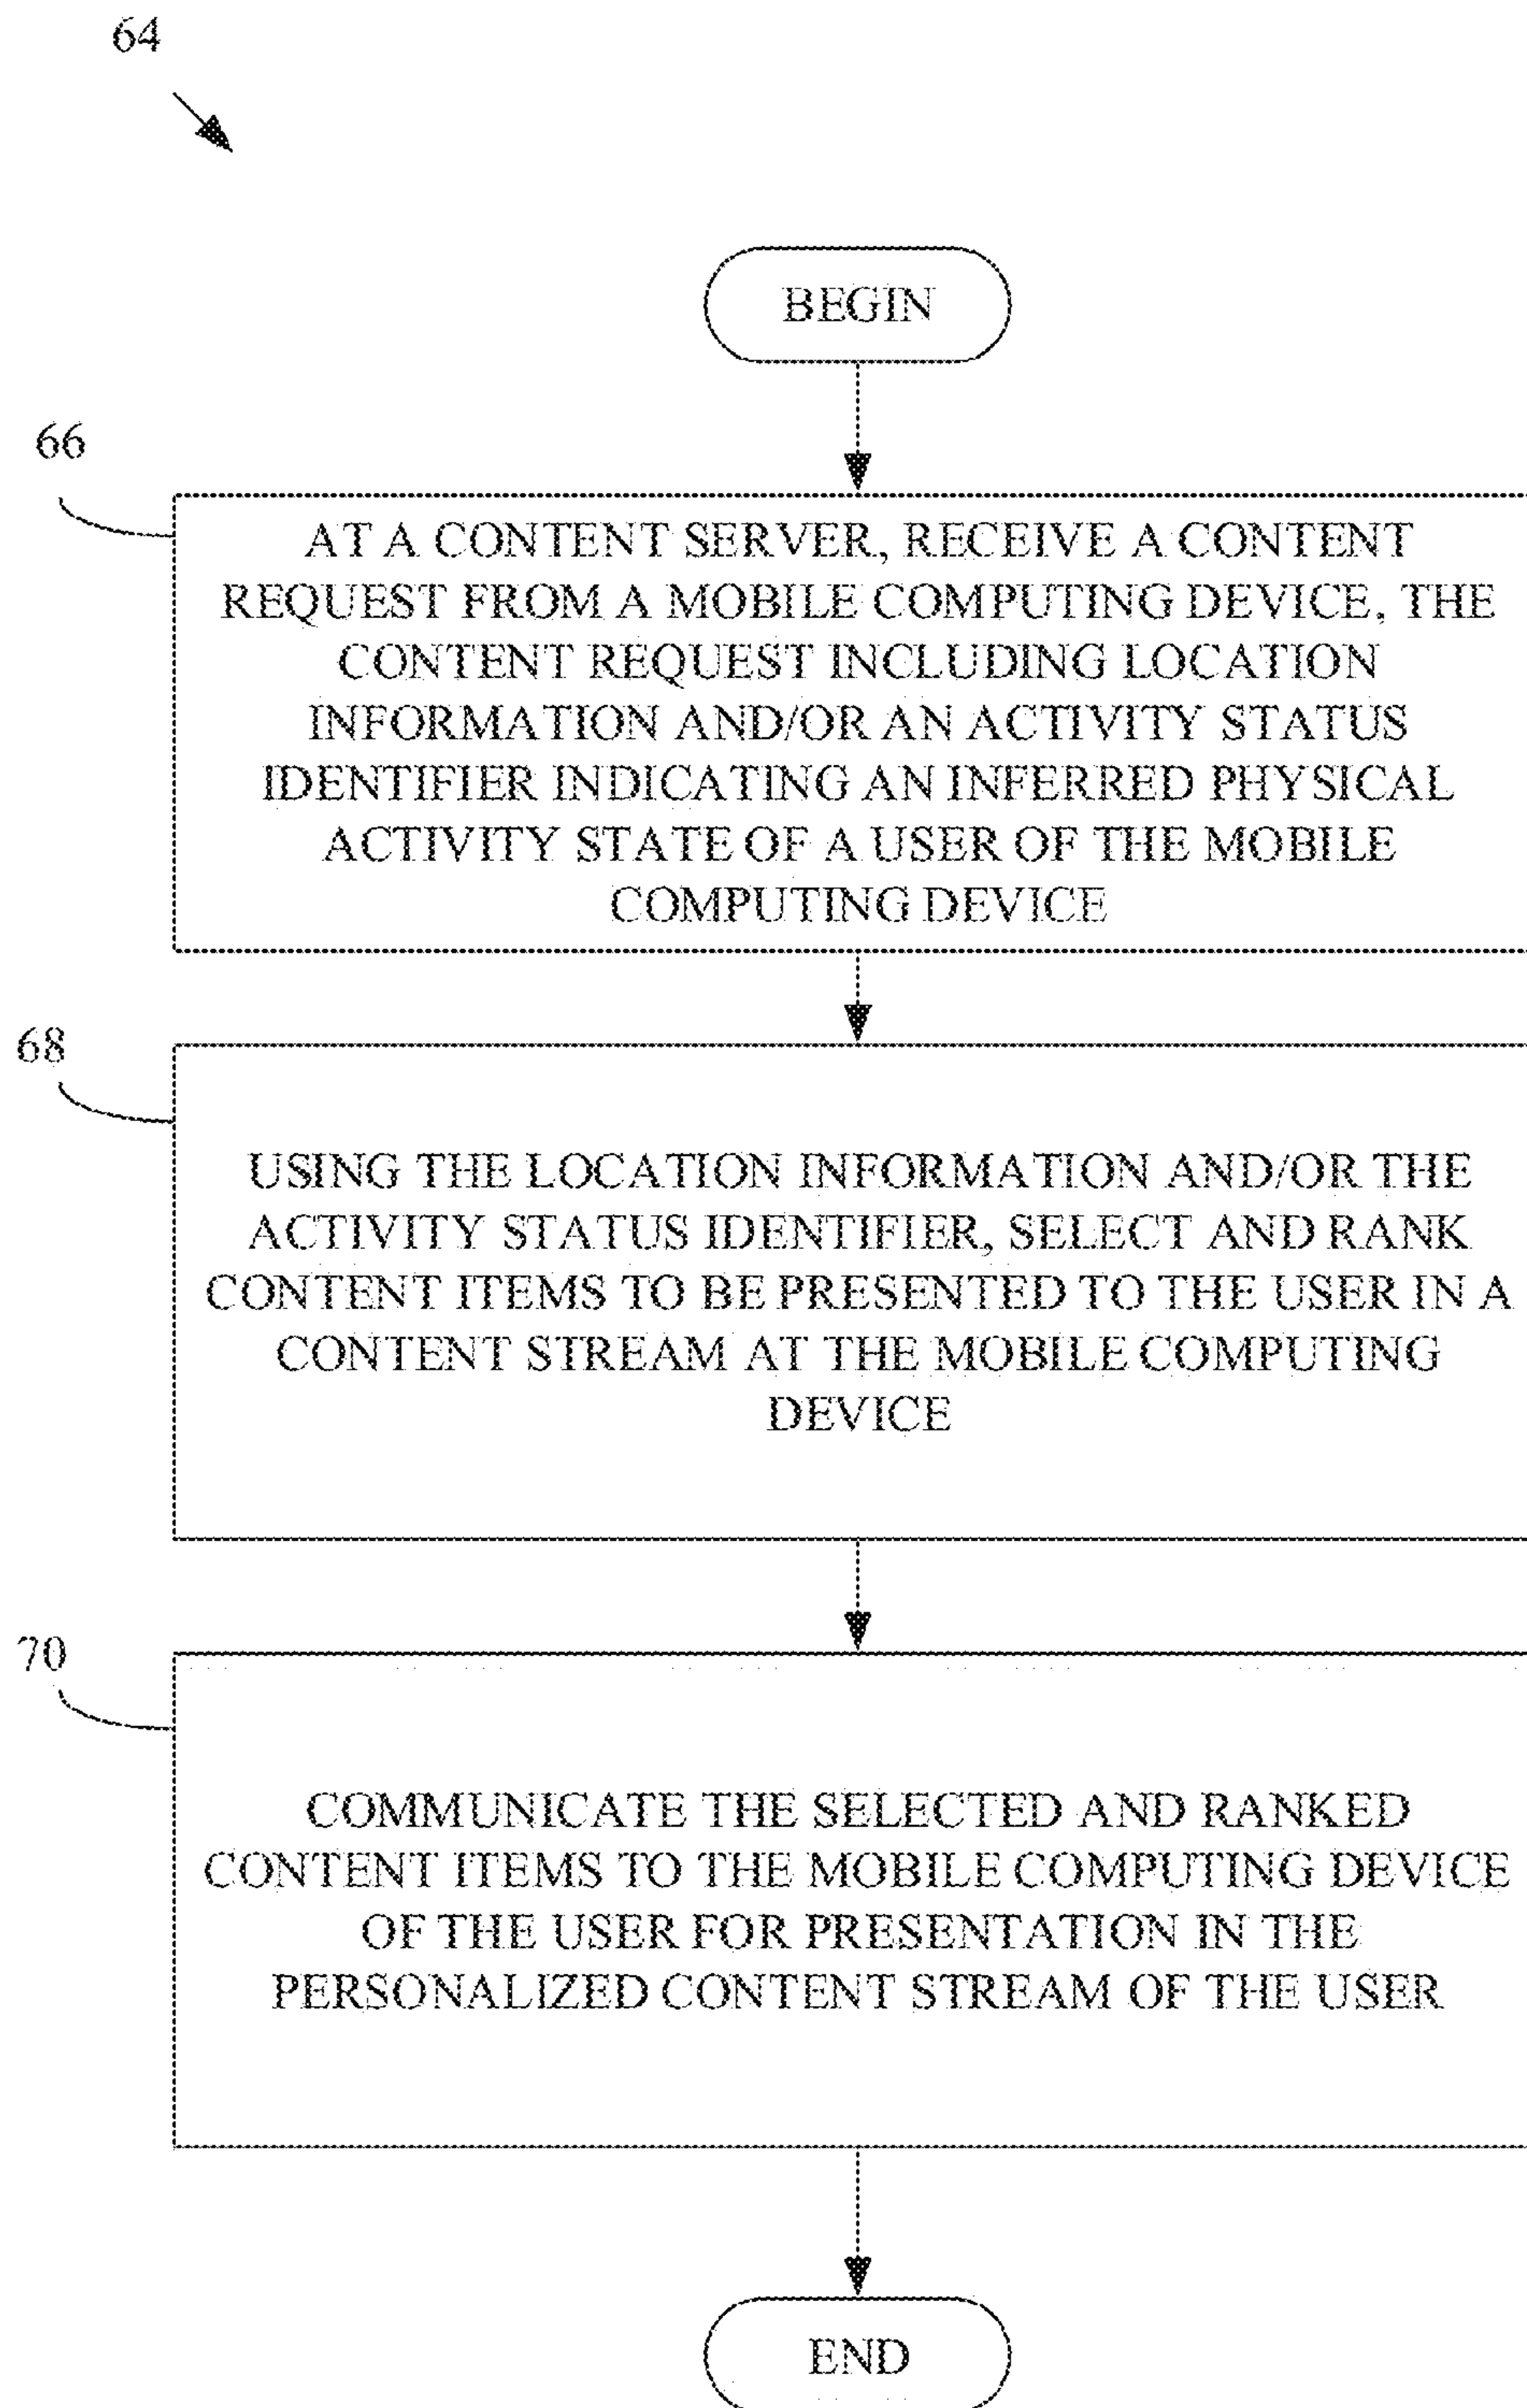 64
BEGIN
66
AT A CONTENT SERVER, RECEIVE A CONTENT
REQUEST FROM A MOBILE COMPUTING DEVICE, THE
CONTENT REQUEST INCLUDING LOCATION
INFORMATION AND/OR AN ACTIVITY STATUS
IDENTIFIER INDICATING AN INFERRED PHYSICAL
ACTIVITY STATE OF A USER OF THE MOBILE
COMPUTING DEVICE
68
USING THE LOCATION INFORMATION AND/OR THE
ACTIVITY STATUS IDENTIFIER, SELECT AND RANK
CONTENT ITEMS TO BE PRESENTED TO THE USER IN A
CONTENT STREAM AT THE MOBILE COMPUTING
DEVICE
70
COMMUNICATE THE SELECTED AND RANKED
CONTENT ITEMS TO THE MOBILE COMPUTING DEVICE
OF THE USER FOR PRESENTATION IN THE
PERSONALIZED CONTENT STREAM OF THE USER
END